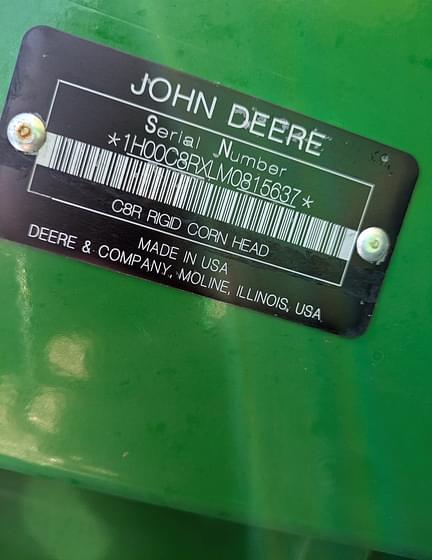 JOHN DEERE
Serial Number
*1H00C8RXLM0815637*
C8R RIGID CORN HEAD
MADE IN USA
DEERE & COMPANY, MOLINE, ILLINOIS, USA